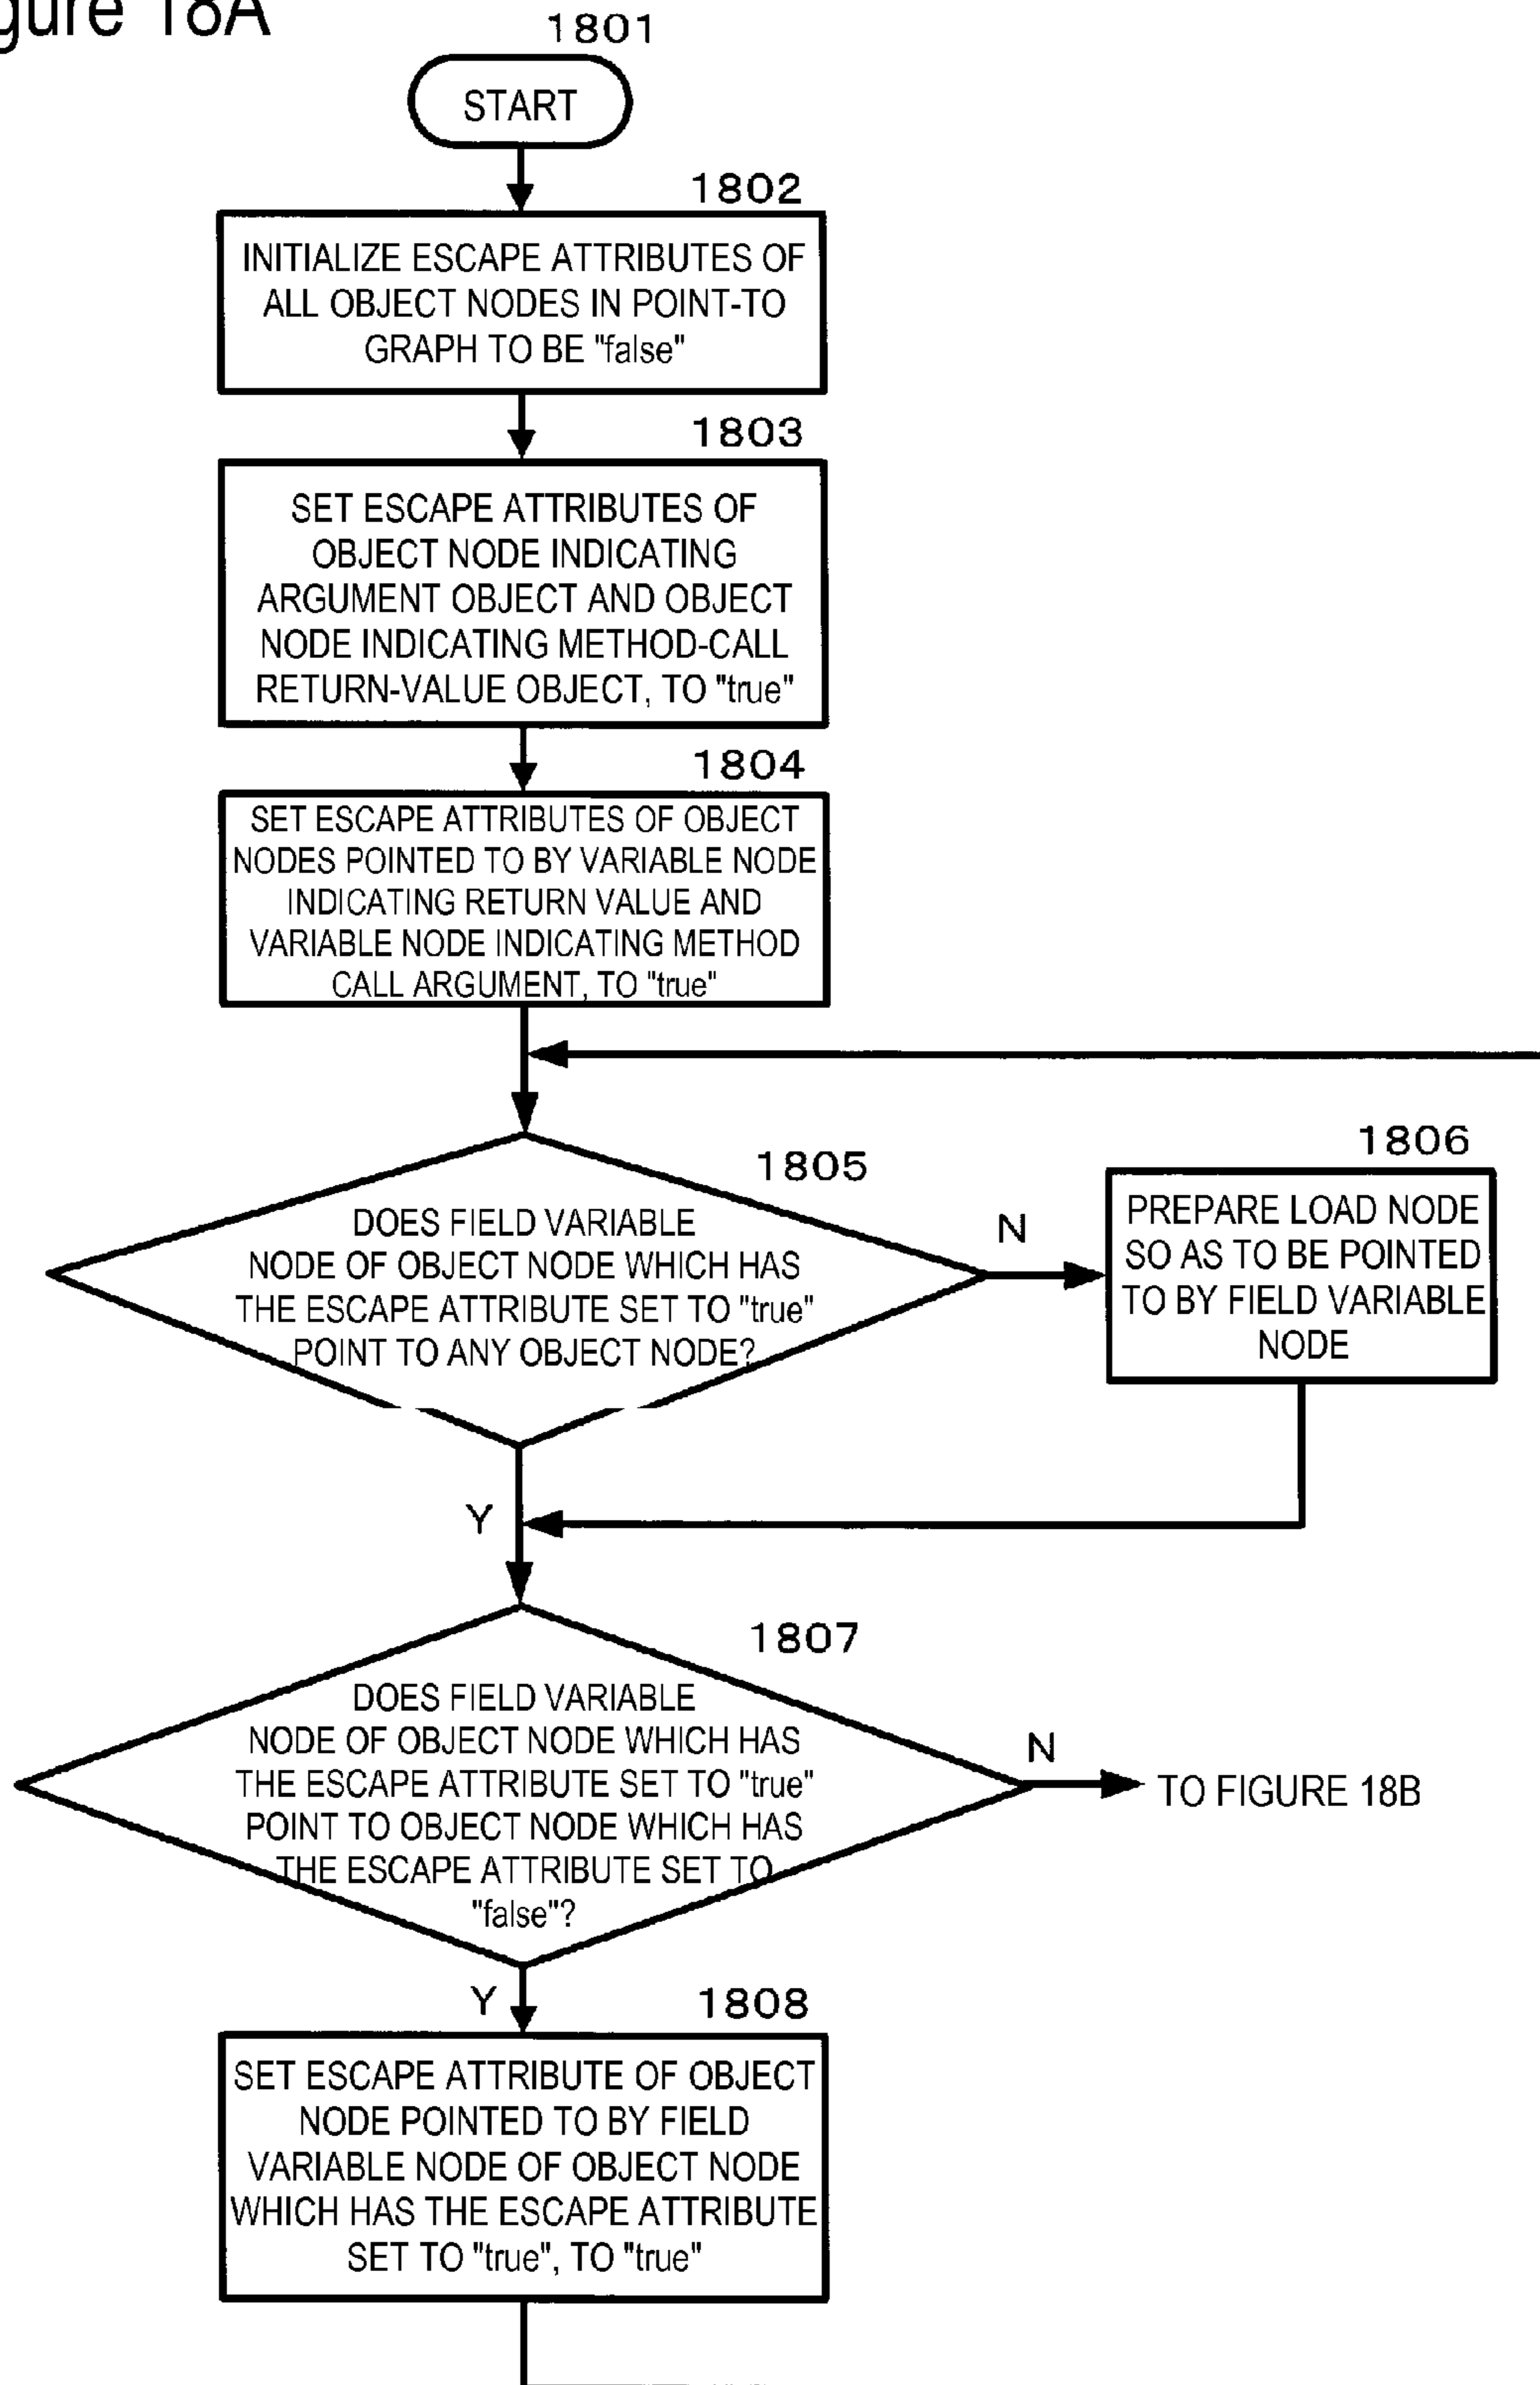 gure 18A
1801
START
1802
INITIALIZE ESCAPE ATTRIBUTES OF
ALL OBJECT NODES IN POINT-TO
GRAPH TO BE "false"
1803
SET ESCAPE ATTRIBUTES OF
OBJECT NODE INDICATING
ARGUMENT OBJECT AND OBJECT
NODE INDICATING METHOD-CALL
RETURN-VALUE OBJECT, TO "true"
1804
SET ESCAPE ATTRIBUTES OF OBJECT
NODES POINTED TO BY VARIABLE NODE
INDICATING RETURN VALUE AND
VARIABLE NODE INDICATING METHOD
CALL ARGUMENT, TO "true"
1805
DOES FIELD VARIABLE
NODE OF OBJECT NODE WHICH HAS
THE ESCAPE ATTRIBUTE SET TO "true"
POINT TO ANY OBJECT NODE?
N
1806
PREPARE LOAD NODE
SO AS TO BE POINTED
TO BY FIELD VARIABLE
NODE
Y
1807
DOES FIELD VARIABLE
NODE OF OBJECT NODE WHICH HAS
THE ESCAPE ATTRIBUTE SET TO "true"
POINT TO OBJECT NODE WHICH HAS
THE ESCAPE ATTRIBUTE SET TO
"false"?
N
TO FIGURE 18B
Y
1808
SET ESCAPE ATTRIBUTE OF OBJECT
NODE POINTED TO BY FIELD
VARIABLE NODE OF OBJECT NODE
WHICH HAS THE ESCAPE ATTRIBUTE
SET TO "true", TO "true"